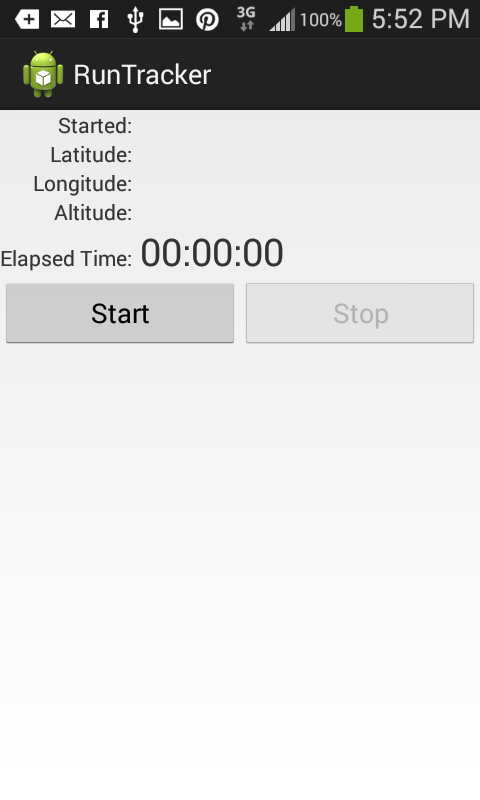 3G 100% 5:52 PM
RunTracker
Started:
Latitude:
Longitude:
Altitude:
Elapsed Time: 00:00:00
Start Stop